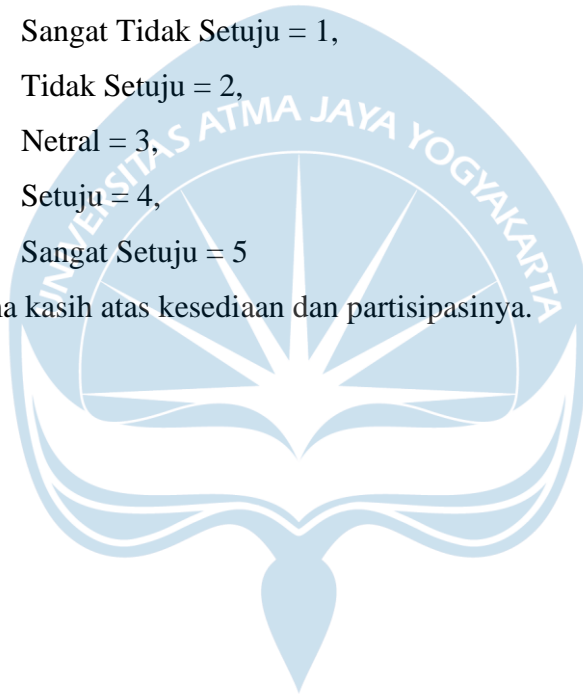 Sangat Tidak Setuju = 1,
Tidak Setuju = 2,
Netral = 3,
Setuju = 4,
Sangat Setuju = 5
kasih atas kesediaan dan partisipasinya.
UNIVERSITAS ATMA JAYA YOGYAKARTA